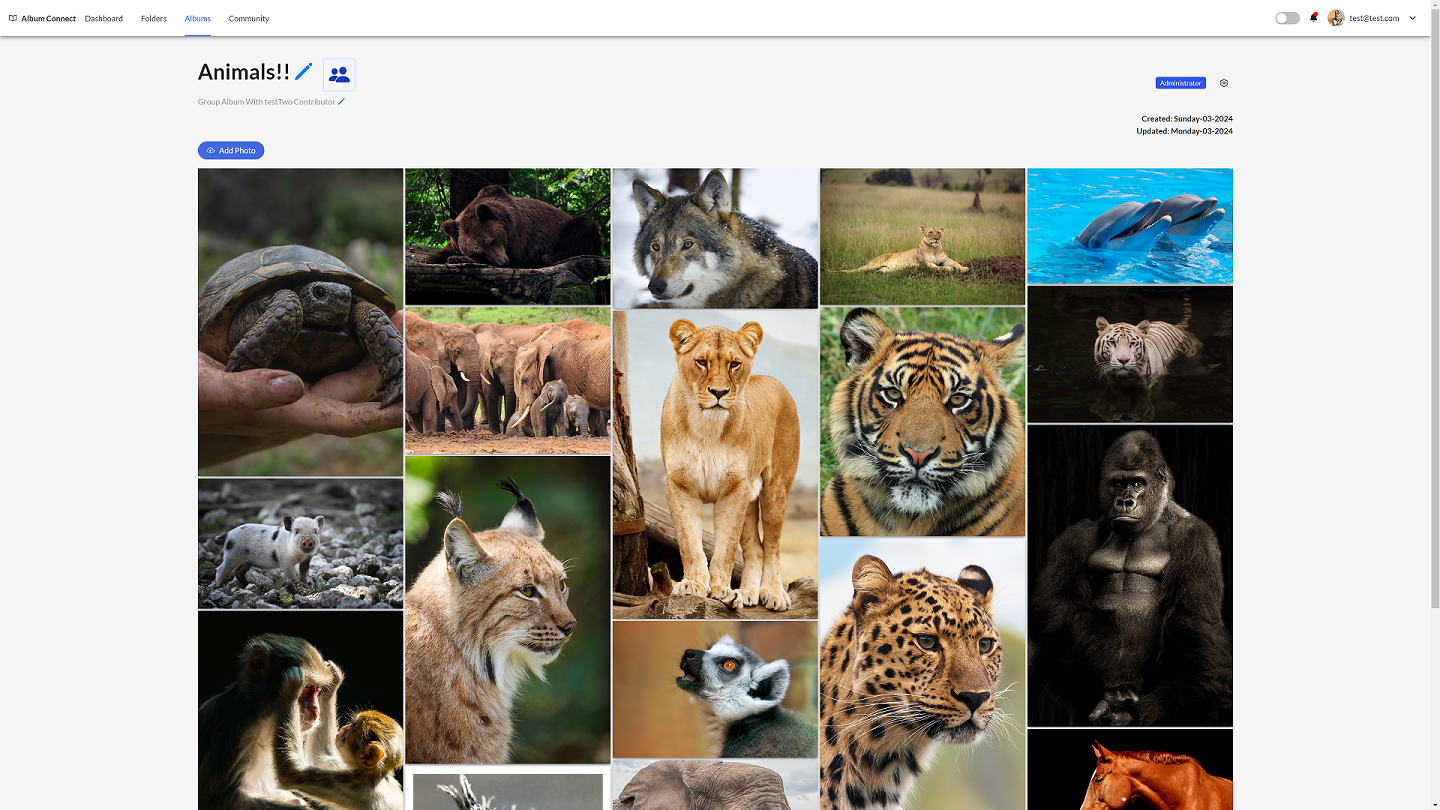 Album Connect Dashboard Folders Albums Community test@test.com
Animals!!
Group Album With testTwo Contributor
Administrator
Created: Sunday-03-2024
Updated: Monday-03-2024
Add Photo